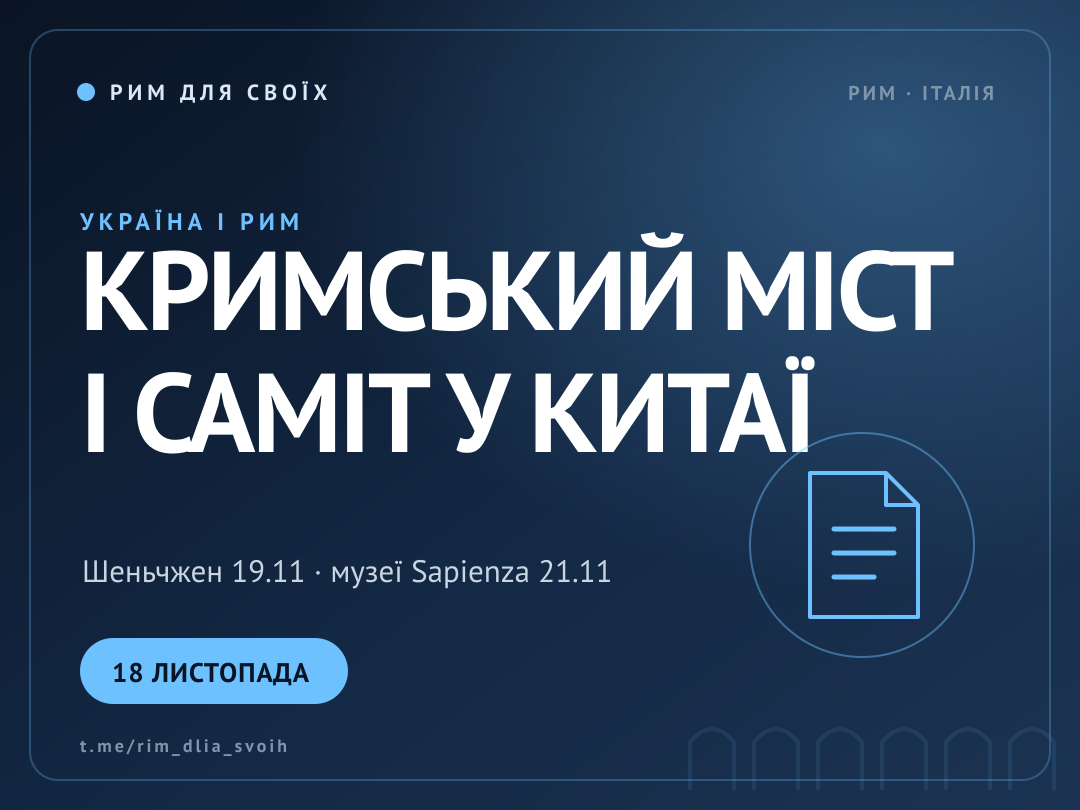 РИМ ДЛЯ СВОЇХ
РИМ · ІТАЛІЯ
УКРАЇНА І РИМ
КРИМСЬКИЙ МІСТ
І САМІТ У КИТАЇ
Шеньчжен 19.11 · музеї Sapienza 21.11
18 ЛИСТОПАДА
t.me/rim_dlia_svoih